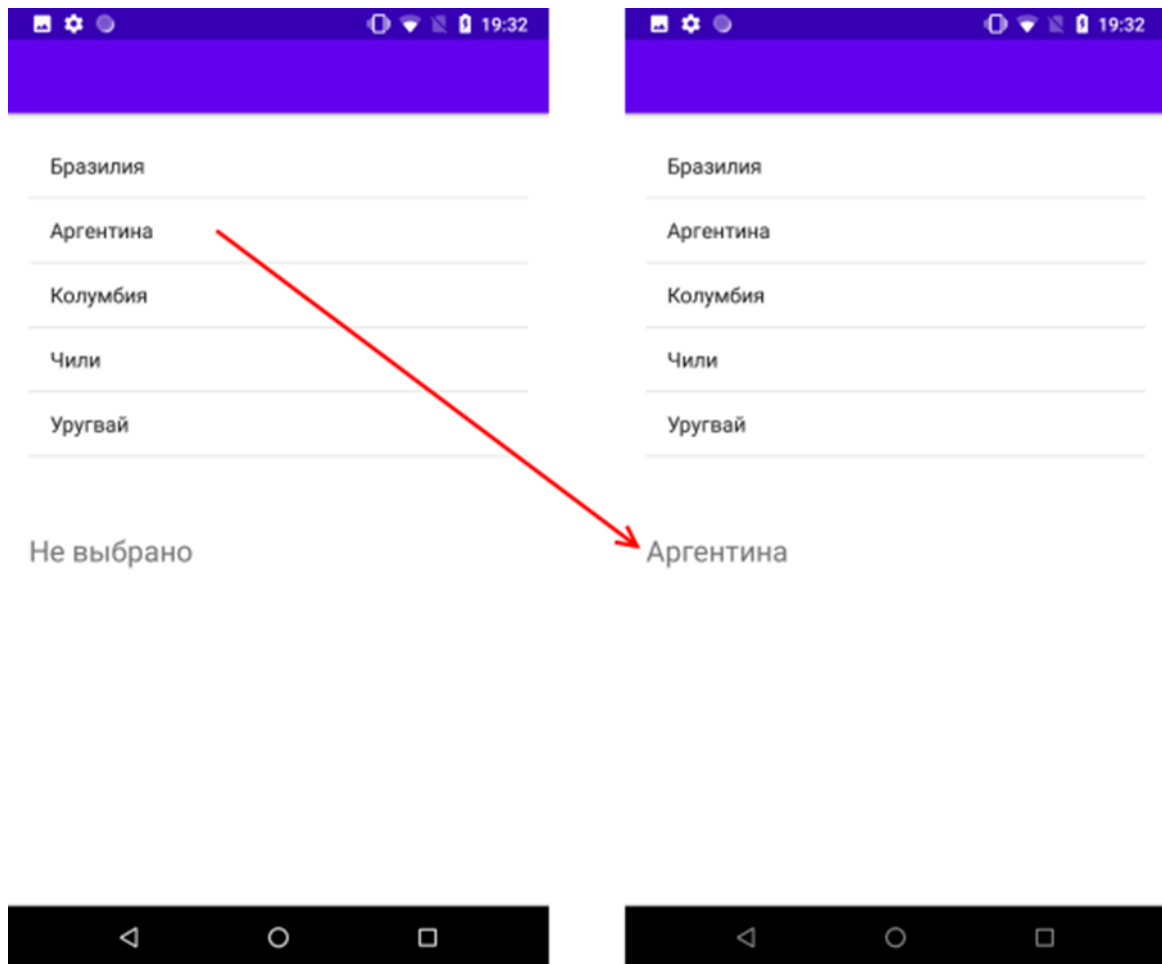 19:32
Бразилия
Аргентина
Колумбия
Чили
Уругвай
Не выбрано
19:32
Бразилия
Аргентина
Колумбия
Чили
Уругвай
Аргентина